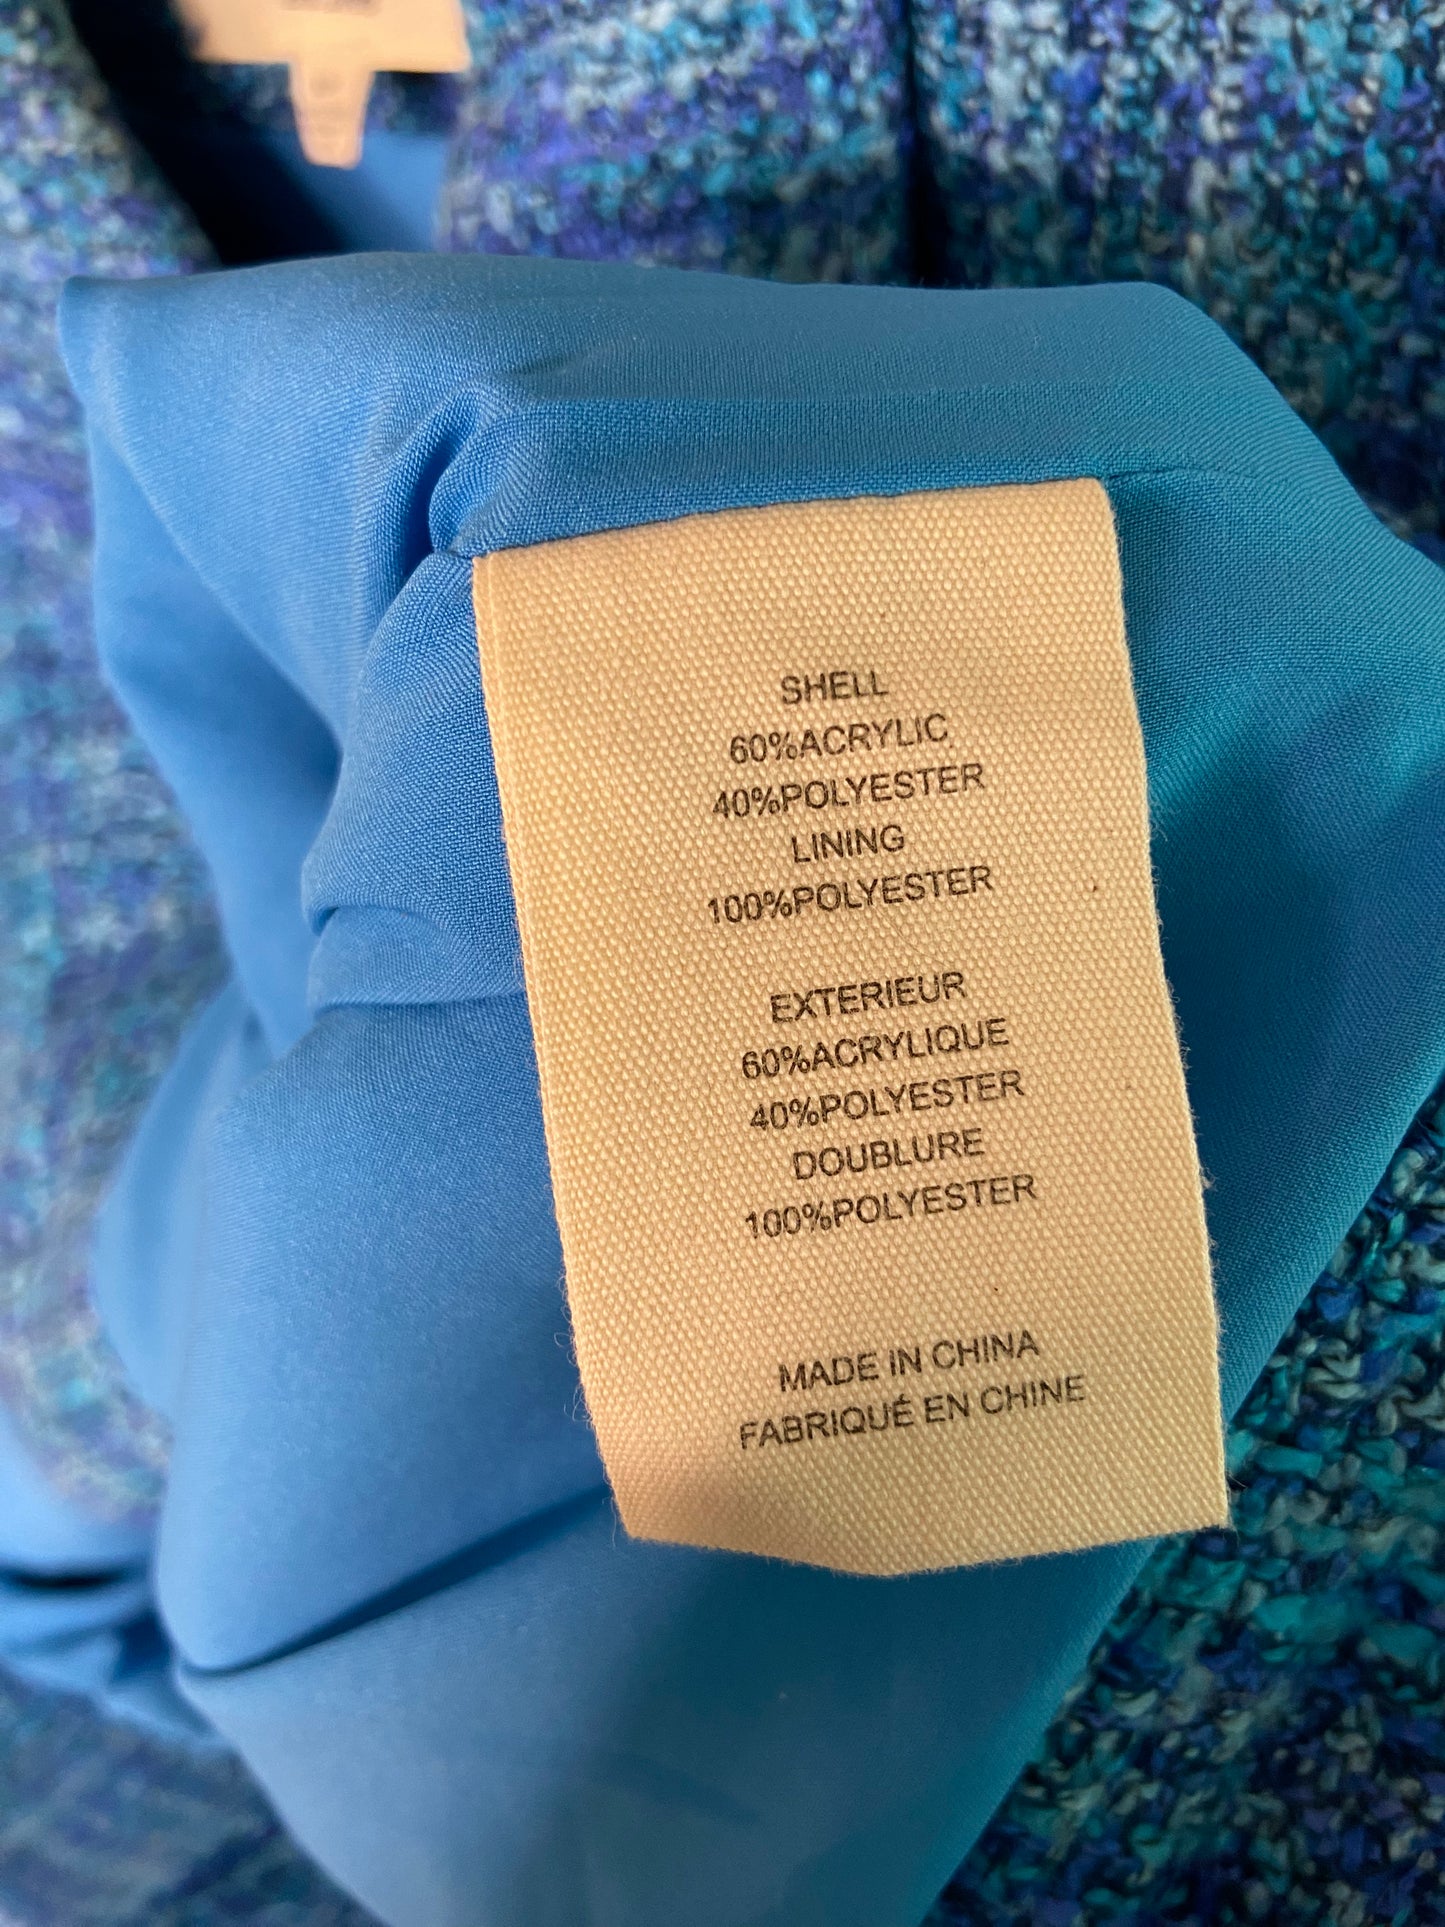 SHELL
60%ACRYLIC
40%POLYESTER
LINING
100%POLYESTER
EXTERIEUR
60%ACRYLIQUE
40%POLYESTER
DOUBLURE
100%POLYESTER
MADE IN CHINA
FABRIQUÉ EN CHINE